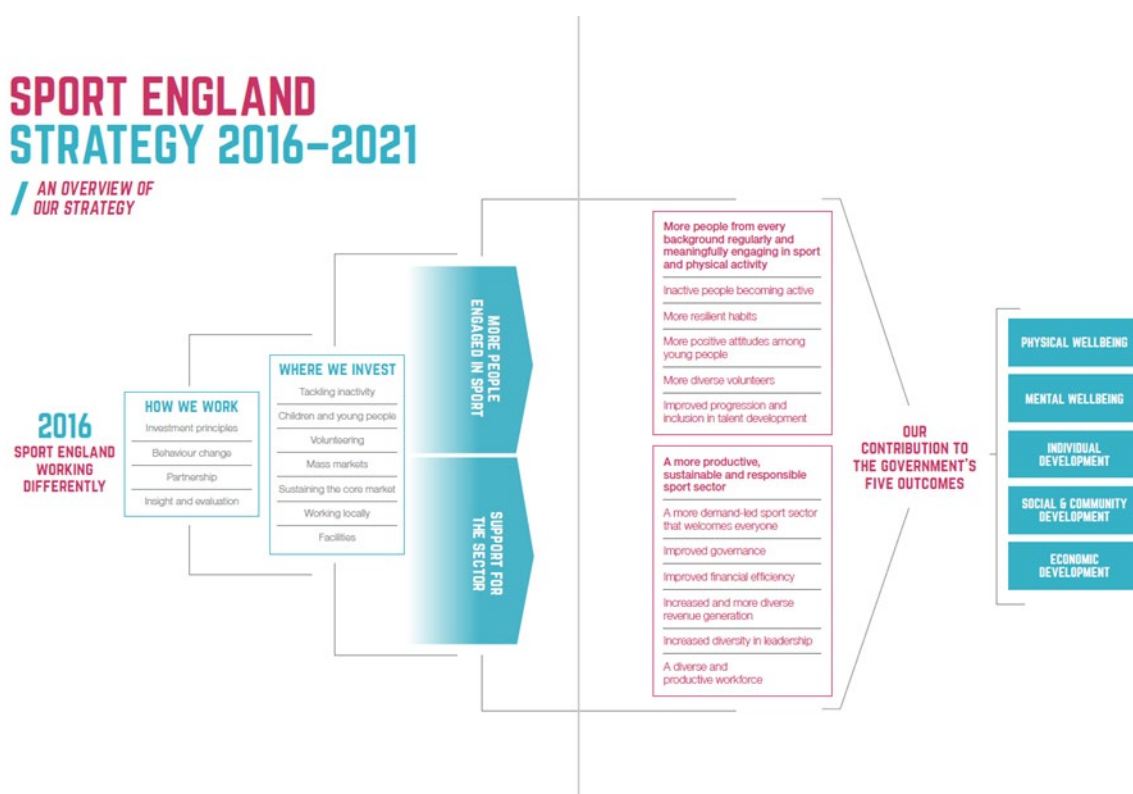 SPORT ENGLAND
STRATEGY 2016–2021
/ AN OVERVIEW OF
OUR STRATEGY
2016
SPORT ENGLAND
WORKING
DIFFERENTLY
HOW WE WORK
Investment principles
Behaviour change
Partnership
Insight and evaluation
WHERE WE INVEST
Tackling inactivity
Children and young people
Volunteering
Mass markets
Sustaining the core market
Working locally
Facilities
MORE PEOPLE
ENGAGED IN SPORT
SUPPORT FOR
THE SECTOR
More people from every
background regularly and
meaningfully engaging in sport
and physical activity
Inactive people becoming active
More resilient habits
More positive attitudes among
young people
More diverse volunteers
Improved progression and
inclusion in talent development
A more productive,
sustainable and responsible
sport sector
A more demand-led sport sector
that welcomes everyone
Improved governance
Improved financial efficiency
Increased and more diverse
revenue generation
Increased diversity in leadership
A diverse and
productive workforce
OUR
CONTRIBUTION TO
THE GOVERNMENT'S
FIVE OUTCOMES
PHYSICAL WELLBEING
MENTAL WELLBEING
INDIVIDUAL
DEVELOPMENT
SOCIAL & COMMUNITY
DEVELOPMENT
ECONOMIC
DEVELOPMENT